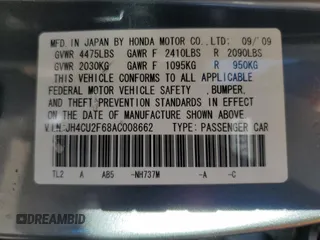 MFD. IN JAPAN BY HONDA MOTOR CO., LTD. 09/09
GVWR 4475LBS GAWR F 2410LBS R 2090LBS
GVWR 2030KG GAWR F 1095KG R 950KG
THIS VEHICLE CONFORMS TO ALL APPLICABLE
FEDERAL MOTOR VEHICLE SAFETY, BUMPER,
AND THEFT PREVENTION STANDARDS IN EFFECT
ON THE DATE OF MANUFACTURE SHOWN ABOVE.
V.I.N: JH4CU2F68AC008662 TYPE: PASSENGER CAR
TL2 A AB5 -NH737M -A -C
DREAMBID